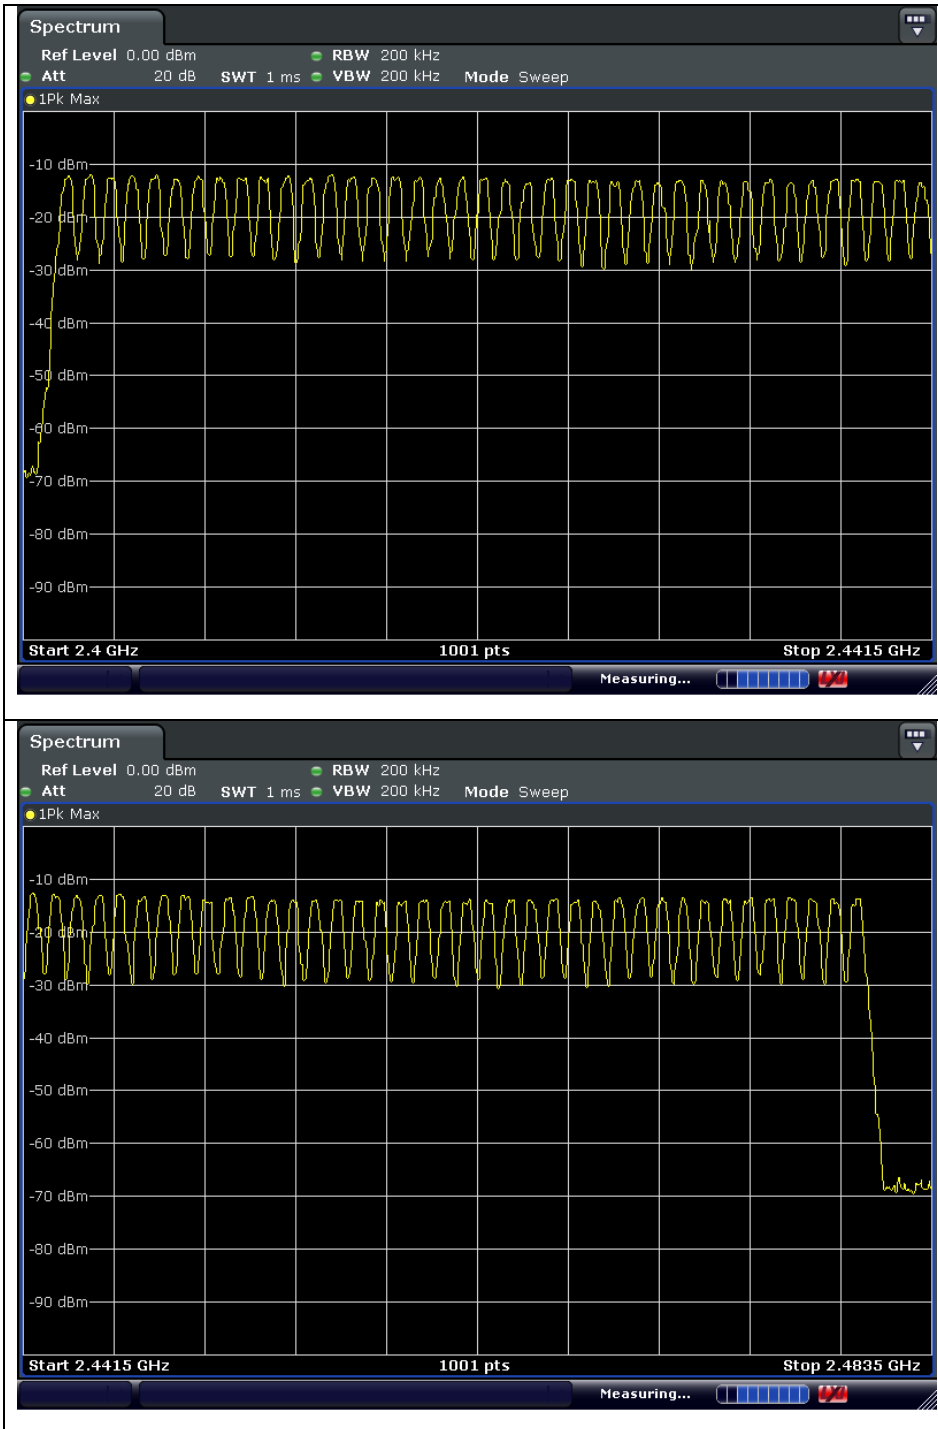 Spectrum
Ref Level 0.00 dBm RBW 200 kHz
Att 20 dB SWT 1 ms VBW 200 kHz Mode Sweep
1Pk Max
-10 dBm
-20 dBm
-30 dBm
-40 dBm
-50 dBm
-60 dBm
-70 dBm
-80 dBm
-90 dBm
Start 2.4 GHz 1001 pts Stop 2.4415 GHz
Measuring...
Spectrum
Ref Level 0.00 dBm RBW 200 kHz
Att 20 dB SWT 1 ms VBW 200 kHz Mode Sweep
1Pk Max
-10 dBm
-20 dBm
-30 dBm
-40 dBm
-50 dBm
-60 dBm
-70 dBm
-80 dBm
-90 dBm
Start 2.4415 GHz 1001 pts Stop 2.4835 GHz
Measuring...